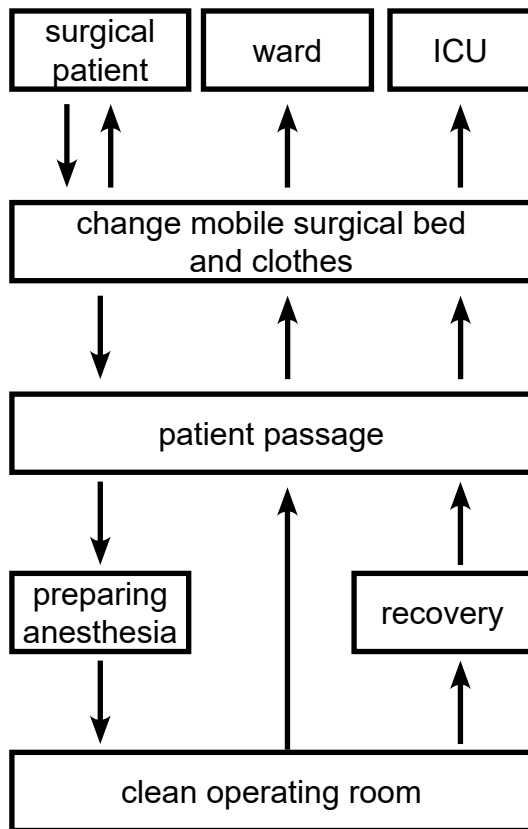 surgical
patient
ward
ICU
change mobile surgical bed
and clothes
patient passage
preparing
anesthesia
recovery
clean operating room